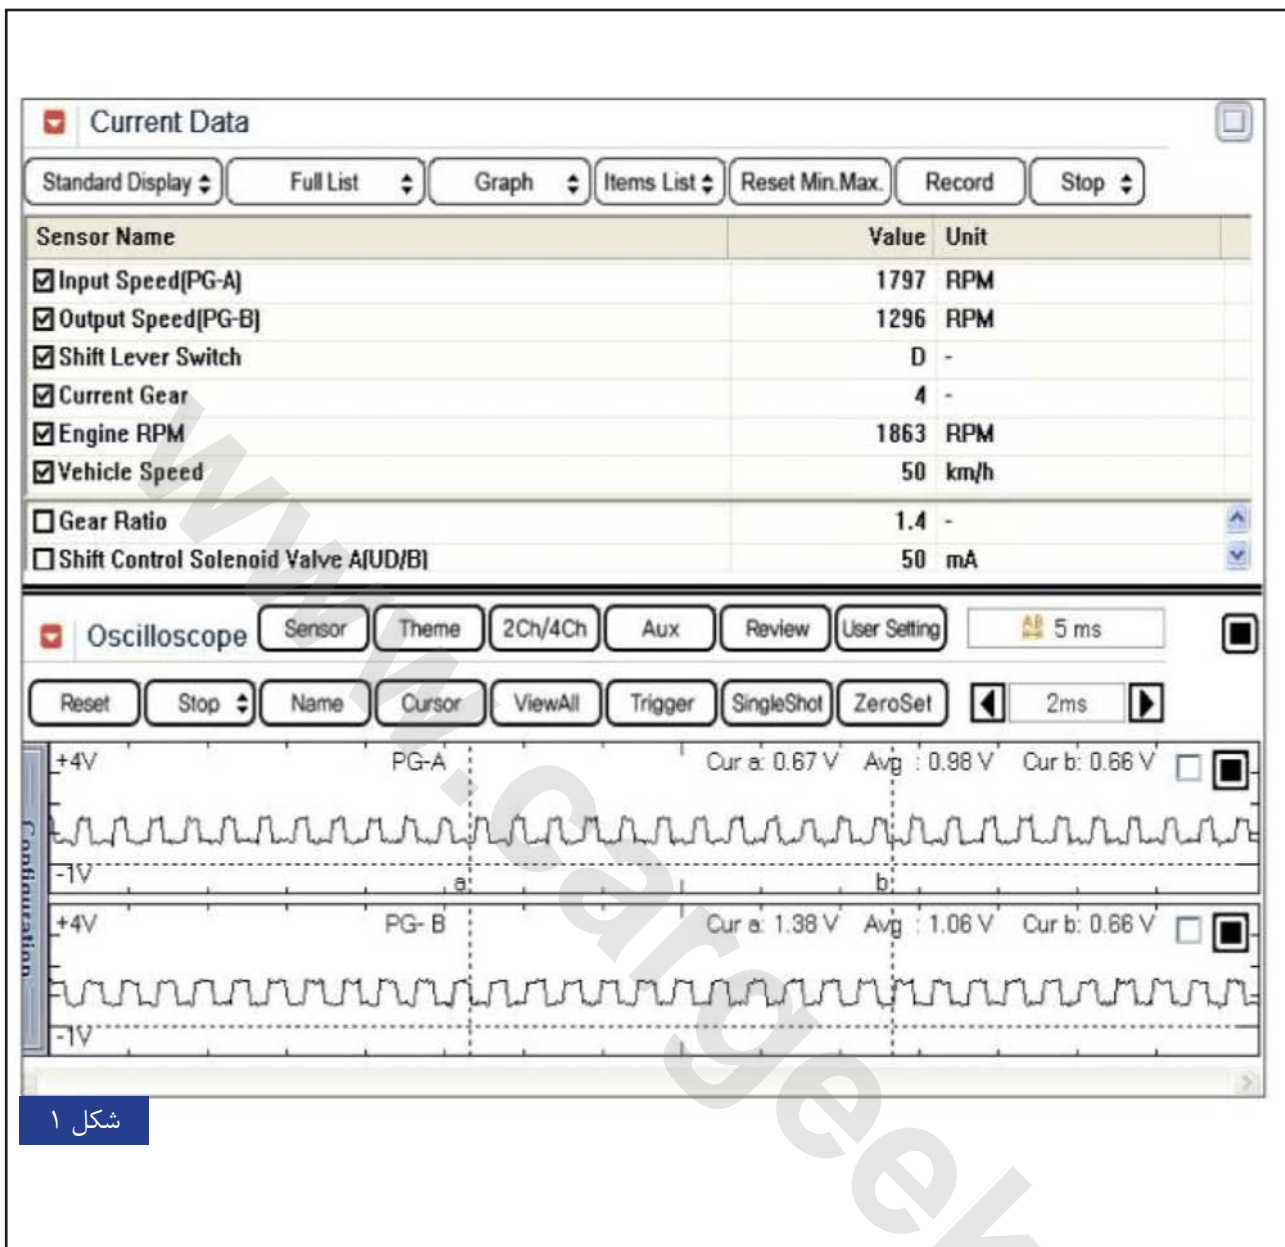 Current Data
Standard Display Full List Graph Items List Reset Min.Max. Record Stop
Sensor Name Value Unit
Input Speed(PG-A) 1797 RPM
Output Speed(PG-B) 1296 RPM
Shift Lever Switch D -
Current Gear 4 -
Engine RPM 1863 RPM
Vehicle Speed 50 km/h
Gear Ratio 1.4 -
Shift Control Solenoid Valve A(UD/B) 50 mA
Oscilloscope Sensor Theme 2Ch/4Ch Aux Review User Setting AB 5 ms
Reset Stop Name Cursor ViewAll Trigger SingleShot ZeroSet 2ms
Configuration
+4V PG-A Cur a: 0.67 V Avg : 0.98 V Cur b: 0.66 V
-1V a b
+4V PG- B Cur a: 1.38 V Avg : 1.06 V Cur b: 0.66 V
-1V
شکل ۱
www.cargeek